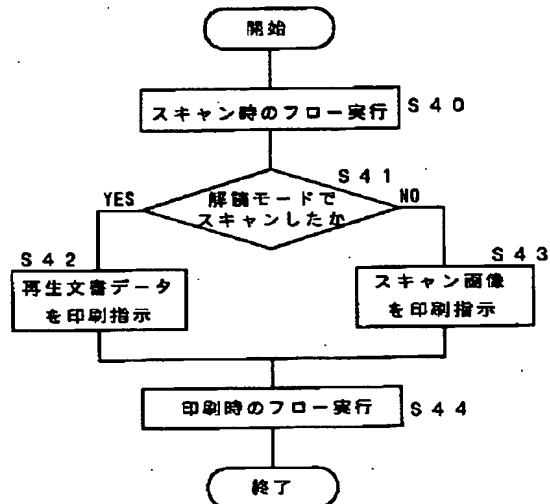 開始
スキャン時のフロー実行
S40
S41
解読モードで
スキャンしたか
YES
NO
S42
再生文書データ
を印刷指示
S43
スキャン画像
を印刷指示
印刷時のフロー実行
S44
終了